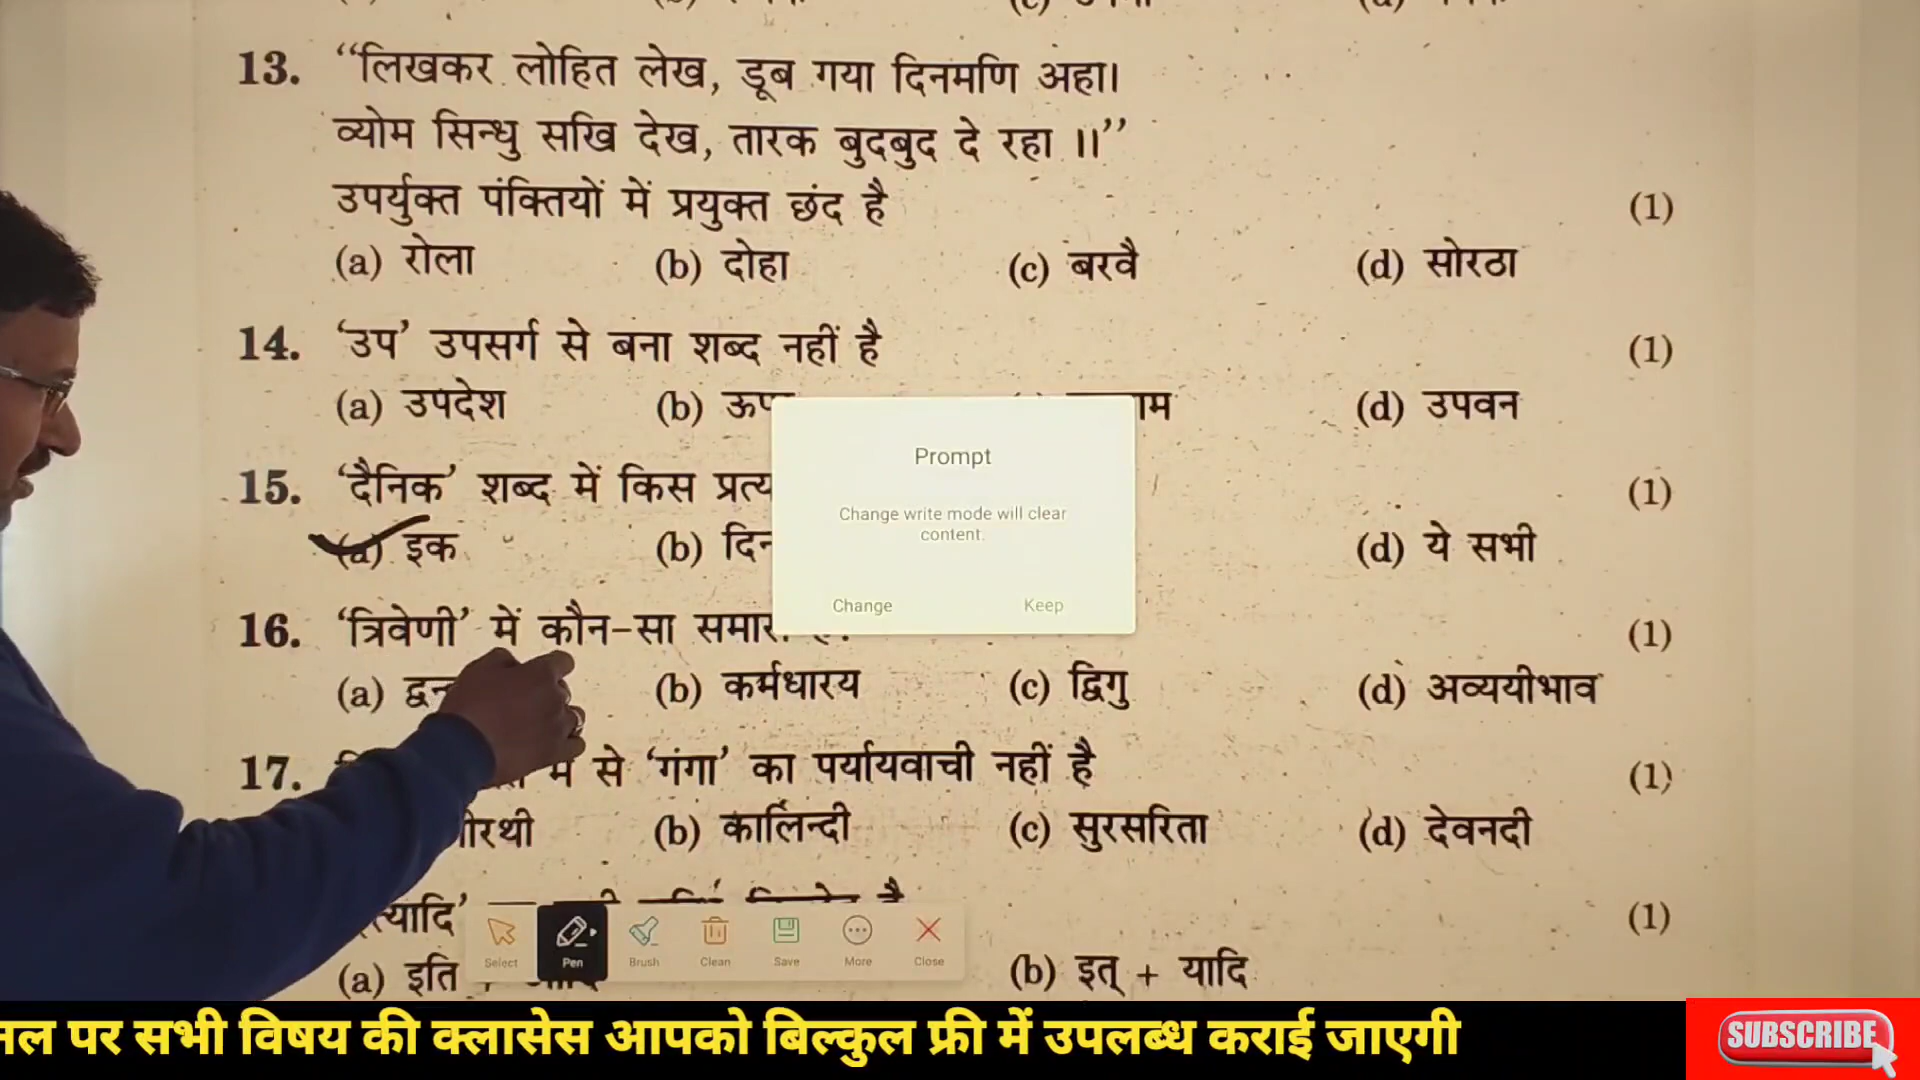 13. “लिखकर लोहित लेख, डूब गया दिनमणि अहा।
व्योम सिन्धु सखि देख, तारक बुदबुद दे रहा ॥”
उपर्युक्त पंक्तियों में प्रयुक्त छंद है (1)
(a) रोला (b) दोहा (c) बरवै (d) सोरठा
14. ‘उप’ उपसर्ग से बना शब्द नहीं है (1)
(a) उपदेश (b) (d) उपवन
Prompt
15. ‘दैनिक’ शब्द में किस (1)
Change write mode will clear
content.
(a) इक (b) (d) ये सभी
Change Keep
16. ‘त्रिवेणी’ में कौन-सा (1)
(a) (b) कर्मधारय (c) द्विगु (d) अव्ययीभाव
17. में से ‘गंगा’ का पर्यायवाची नहीं है (1)
(b) कालिन्दी (c) सुरसरिता (d) देवनदी
(1)
Select Pen Brush Clean Save More Close
(a) इति (b) इत् + यादि
पर सभी विषय की क्लासेस आपको बिल्कुल फ्री में उपलब्ध कराई जाएगी
SUBSCRIBE